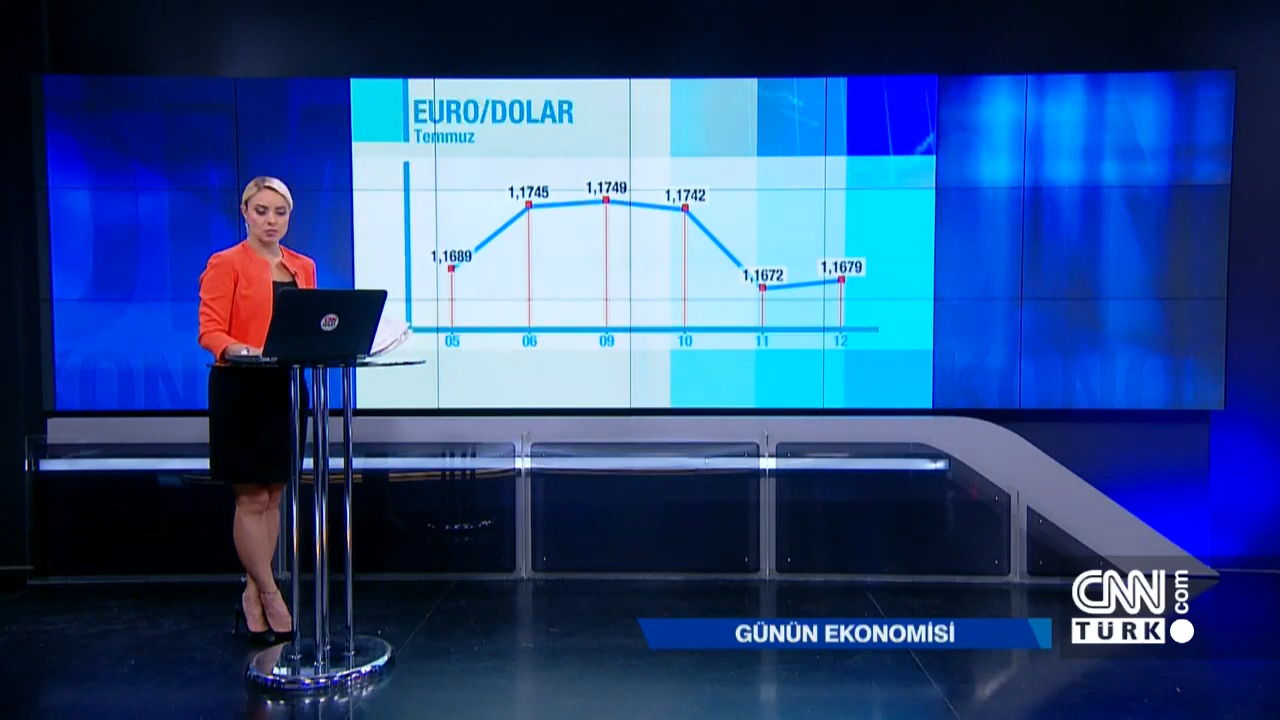 EURO/DOLAR
Temmuz
1,1689
1,1745
1,1749
1,1742
1,1672
1,1679
05
06
09
10
11
12
GÜNÜN EKONOMİSİ
CNN
TÜRK
.com